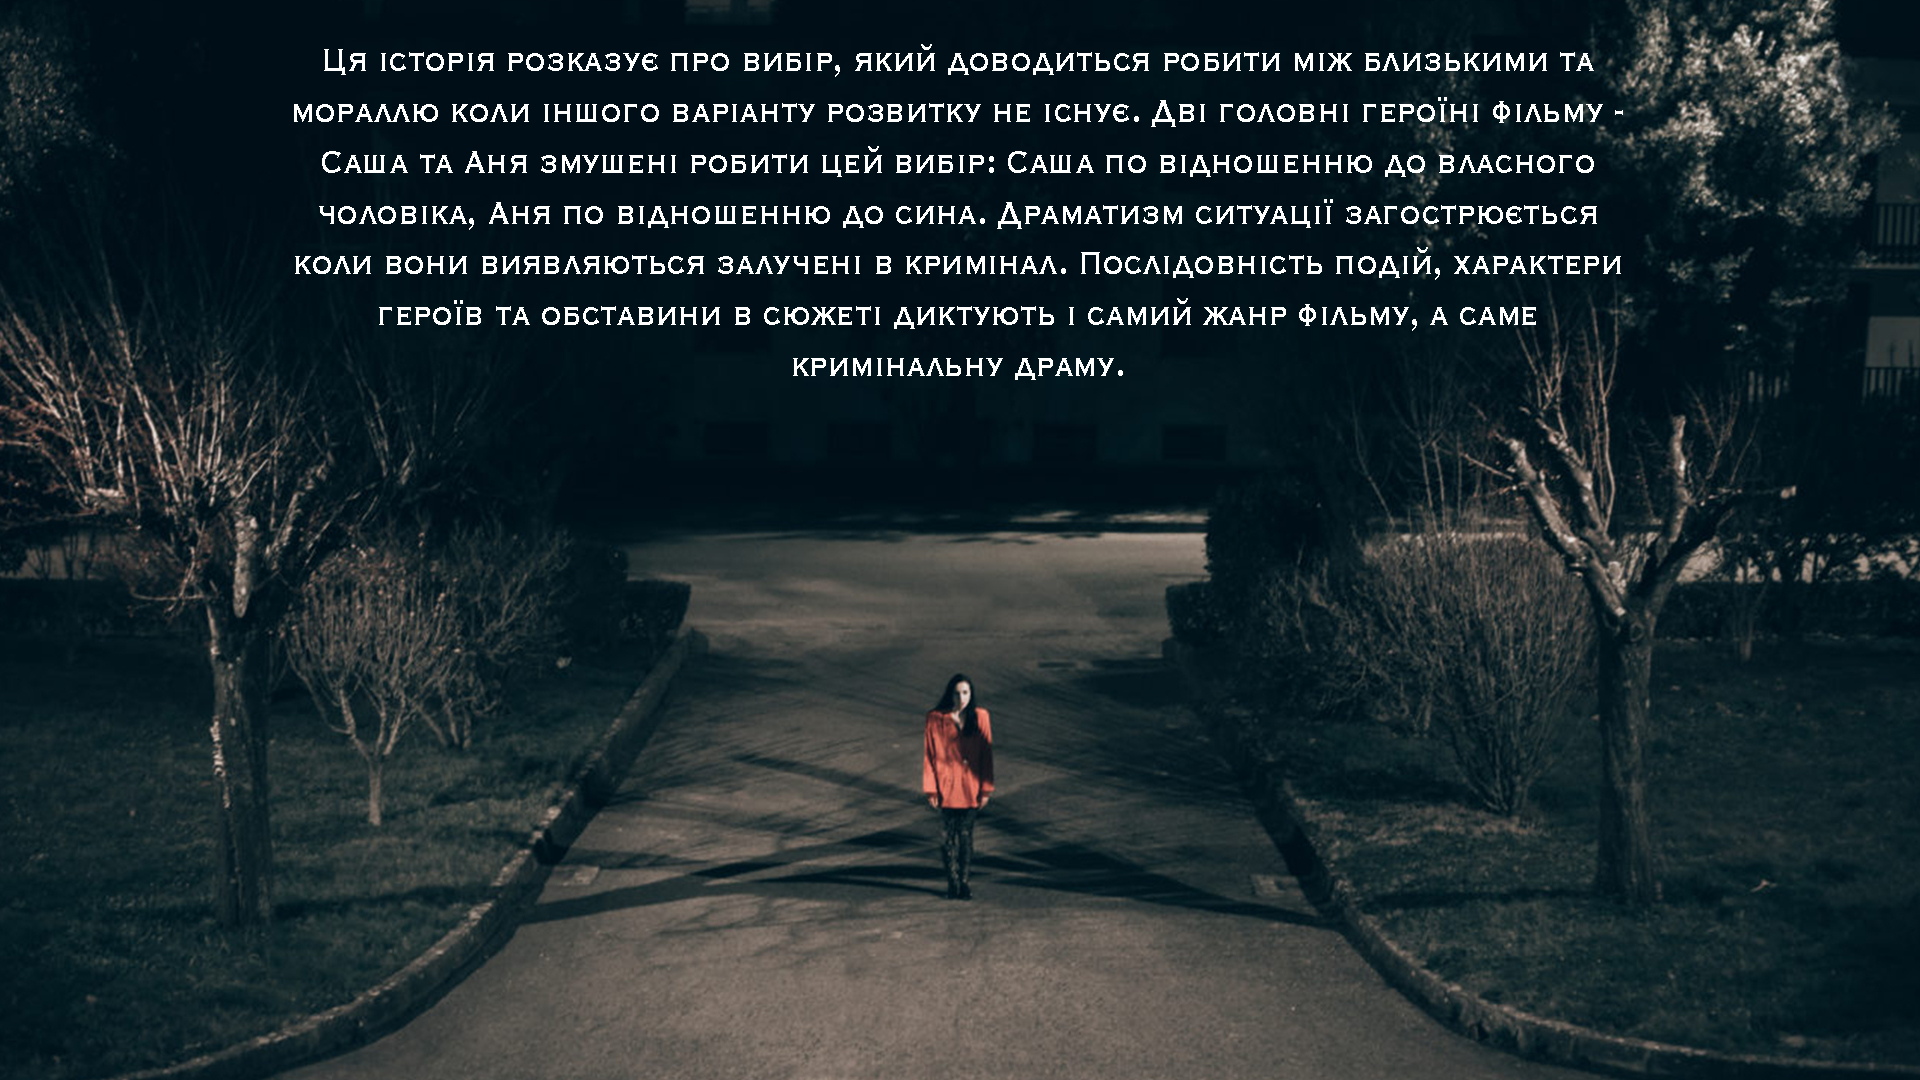 Ця історія розказує про вибір, який доводиться робити між близькими та
мораллю коли іншого варіанту розвитку не існує. Дві головні героїні фільму -
Саша та Аня змушені робити цей вибір: Саша по відношенню до власного
чоловіка, Аня по відношенню до сина. Драматизм ситуації загострюється
коли вони виявляються залучені в кримінал. Послідовність подій, характери
героїв та обставини в сюжеті диктують і самий жанр фільму, а саме
кримінальну драму.